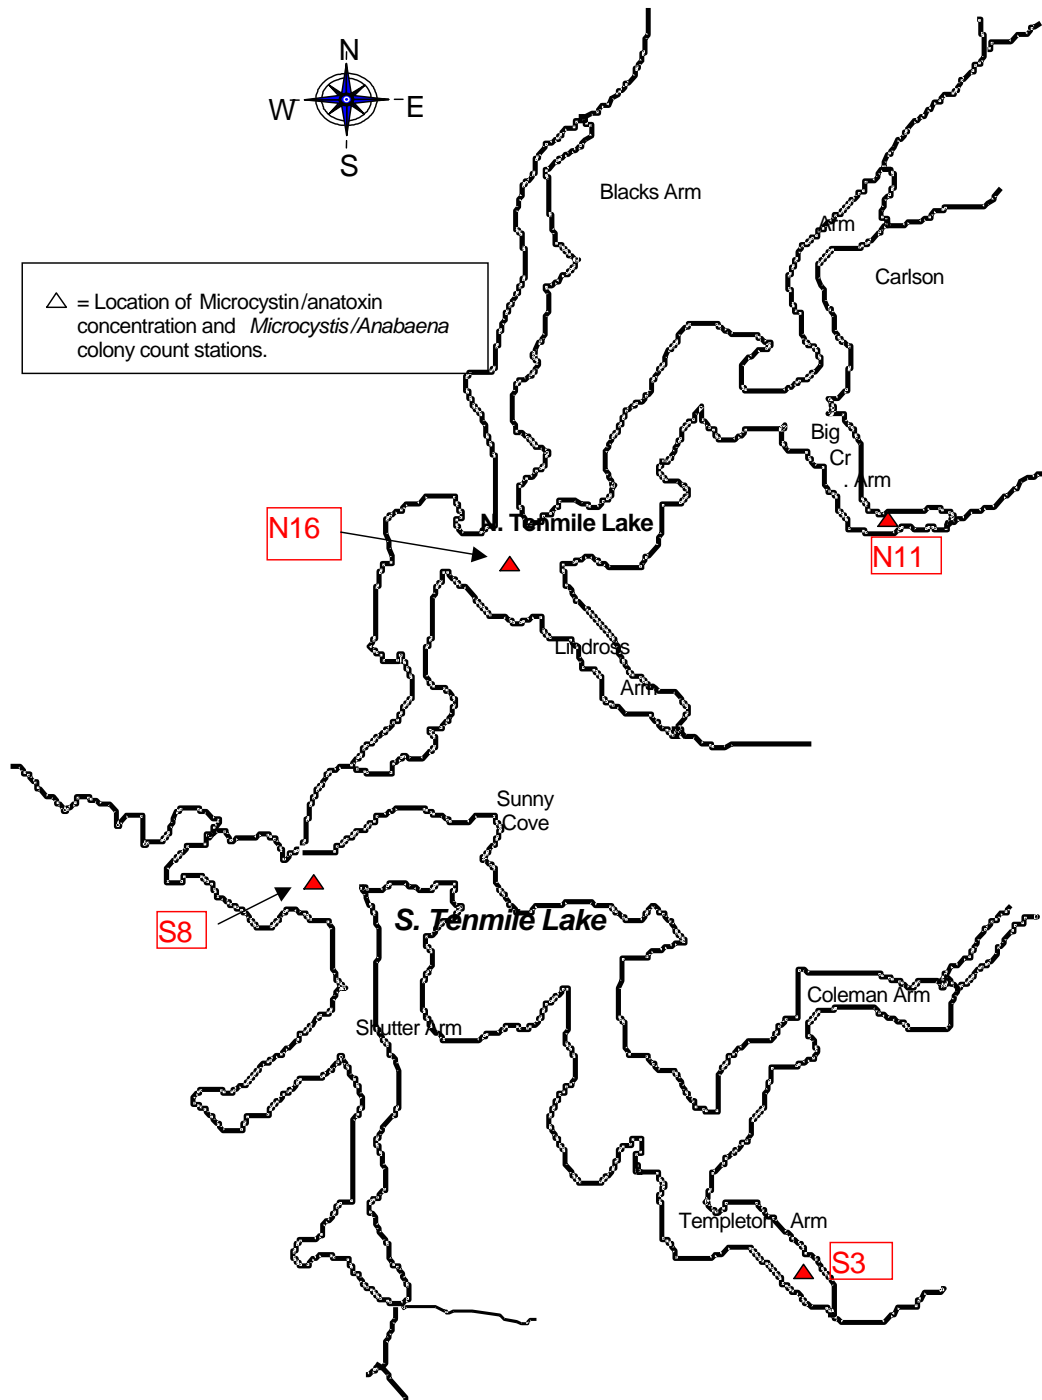 N
W
E
S
Blacks Arm
Arm
Carlson
= Location of Microcystin/anatoxin
concentration and Microcystis/Anabaena
colony count stations.
Big
Cr
. Arm
N16
N. Tenmile Lake
N11
Lindross
Arm
Sunny
Cove
S8
S. Tenmile Lake
Coleman Arm
Shutter Arm
Templeton Arm
S3